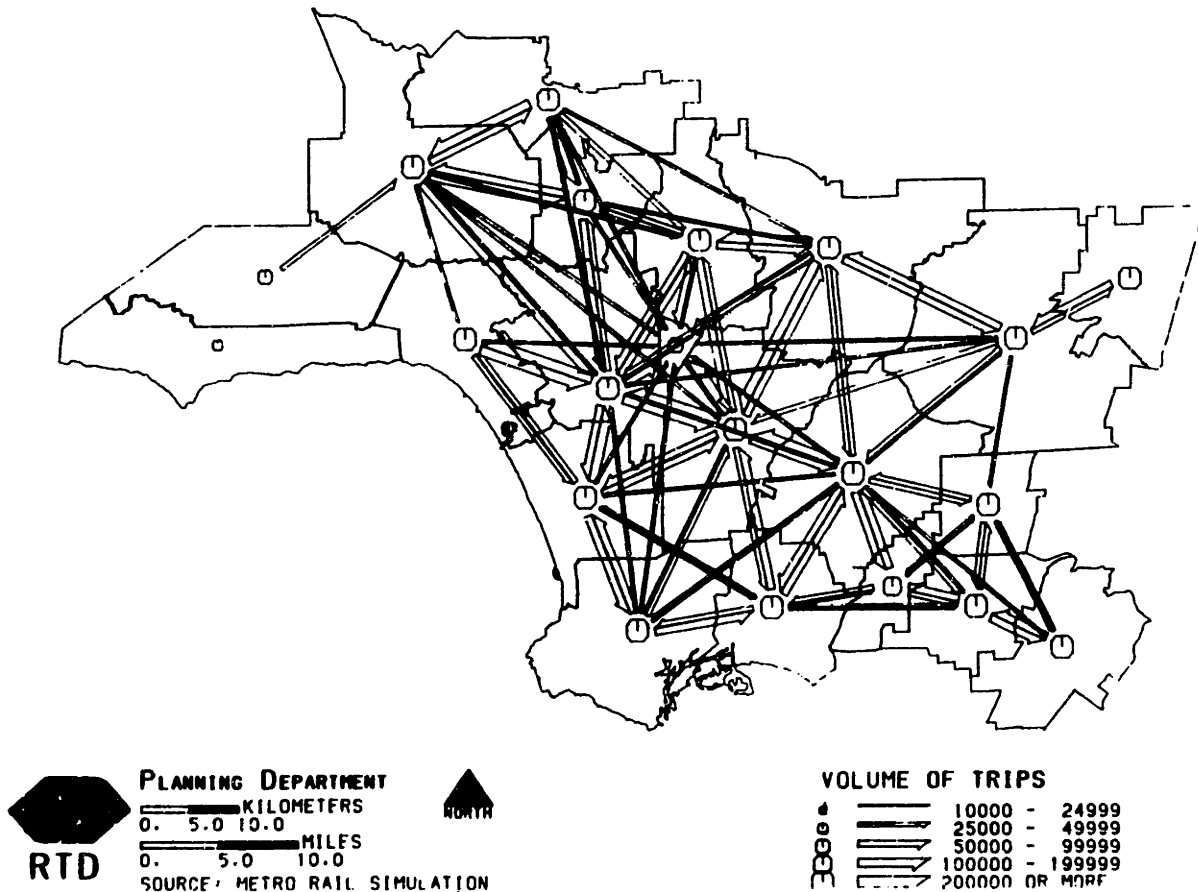 PLANNING DEPARTMENT
KILOMETERS
0. 5.0 10.0
MILES
0. 5.0 10.0
RTD
SOURCE: METRO RAIL SIMULATION
NORTH
VOLUME OF TRIPS
10000 - 24999
25000 - 49999
50000 - 99999
100000 - 199999
200000 OR MORE